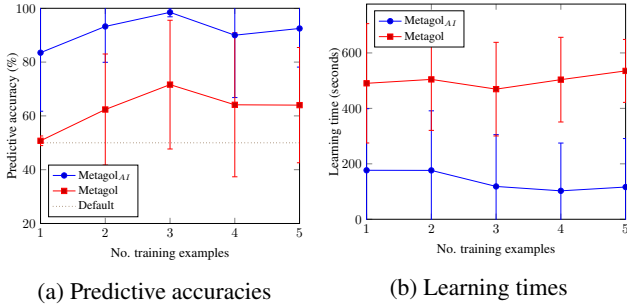 100
80
60
40
20
Predictive accuracy (%)
Metagol_AI
Metagol
Default
1 2 3 4 5
No. training examples
(a) Predictive accuracies
600
400
200
0
Learning time (seconds)
Metagol_AI
Metagol
1 2 3 4 5
No. training examples
(b) Learning times